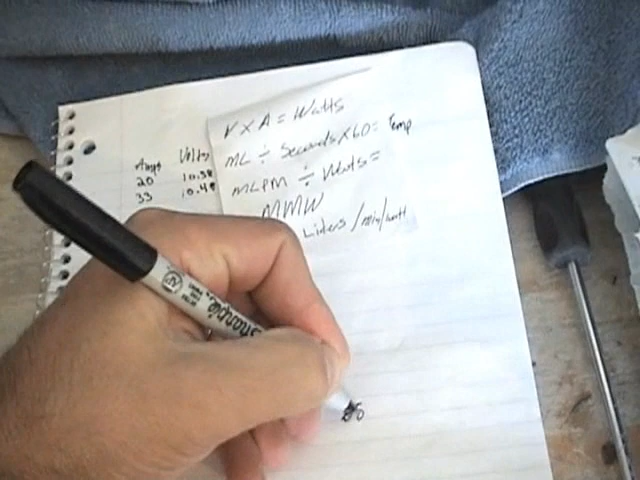 V X A = Watts
ML ÷ Seconds X 60 = Temp
MLPM ÷ Watts =
MMW
Liters / min/watt
Amps Volts
20 10.38
33 10.48
Sharpie